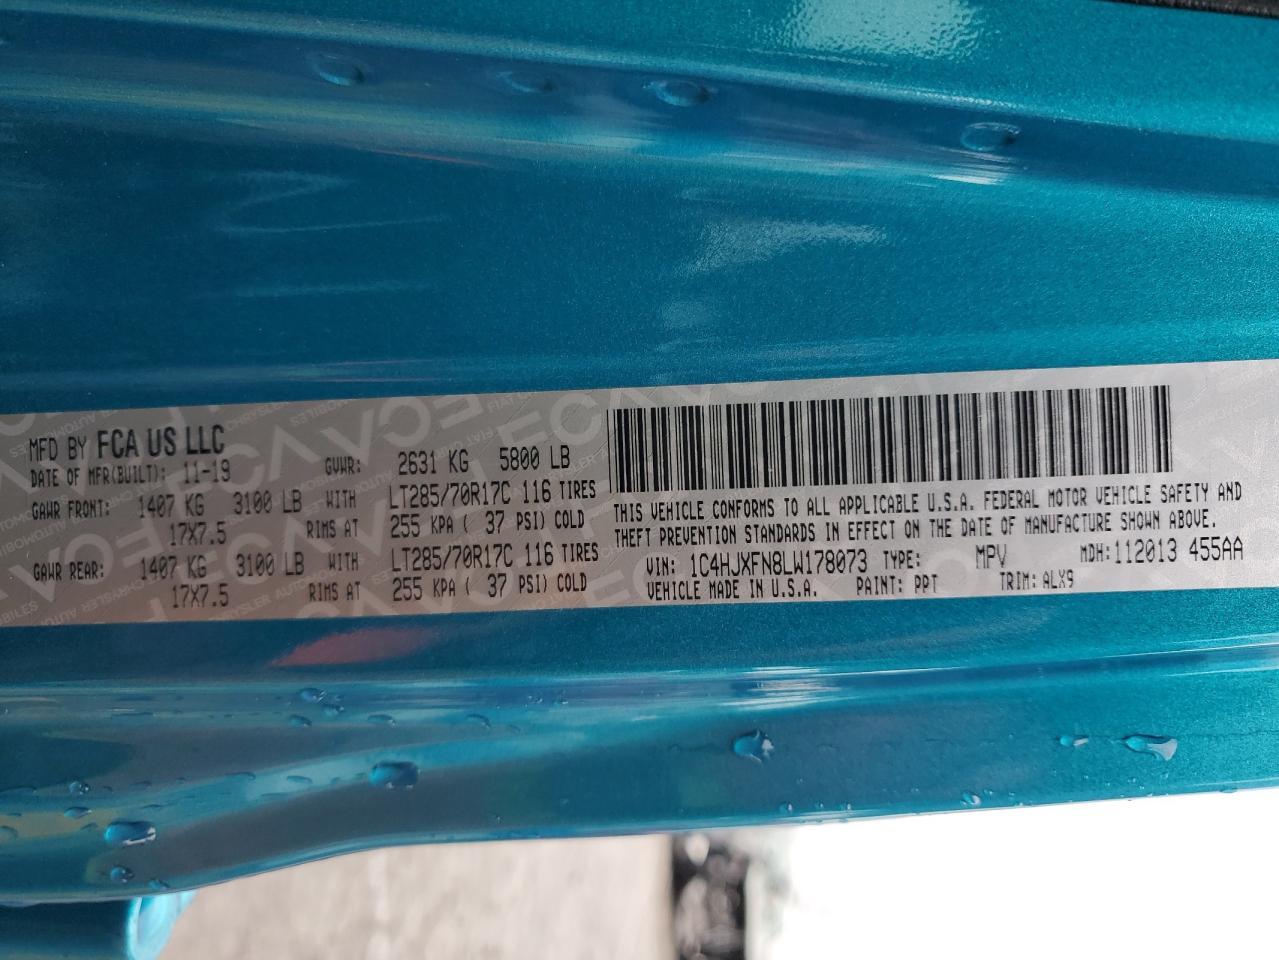 MFD BY FCA US LLC
DATE OF MFR(BUILT): 11-19 GVWR: 2631 KG 5800 LB
GAWR FRONT: 1407 KG 3100 LB WITH LT285/70R17C 116 TIRES
17X7.5 RIMS AT 255 KPA ( 37 PSI) COLD
GAWR REAR: 1407 KG 3100 LB WITH LT285/70R17C 116 TIRES
17X7.5 RIMS AT 255 KPA ( 37 PSI) COLD
THIS VEHICLE CONFORMS TO ALL APPLICABLE U.S.A. FEDERAL MOTOR VEHICLE SAFETY AND
THEFT PREVENTION STANDARDS IN EFFECT ON THE DATE OF MANUFACTURE SHOWN ABOVE.
VIN: 1C4HJXFN8LW178073 TYPE: MPV MDH:112013 455AA
VEHICLE MADE IN U.S.A. PAINT: PPT TRIM: ALX9